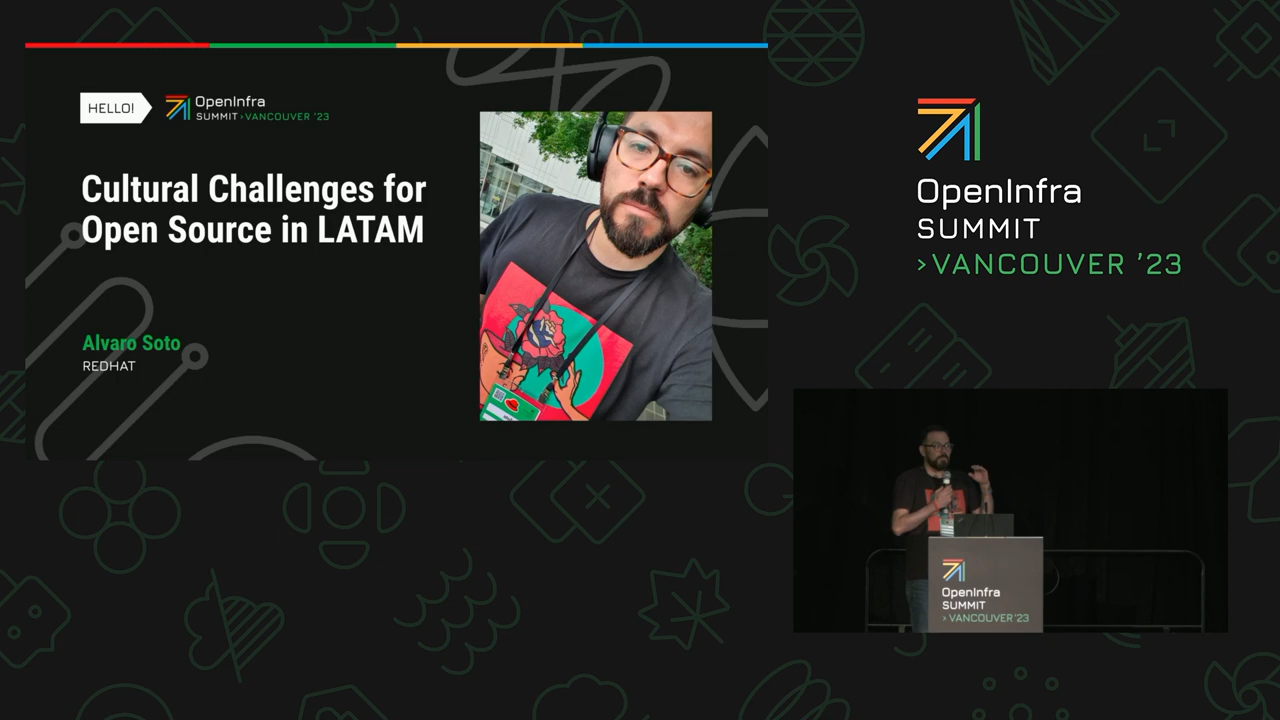 HELLO!
OpenInfra
SUMMIT›VANCOUVER ’23
Cultural Challenges for
Open Source in LATAM
Alvaro Soto
REDHAT
OpenInfra
SUMMIT
›VANCOUVER ’23
OpenInfra
SUMMIT
›VANCOUVER ’23